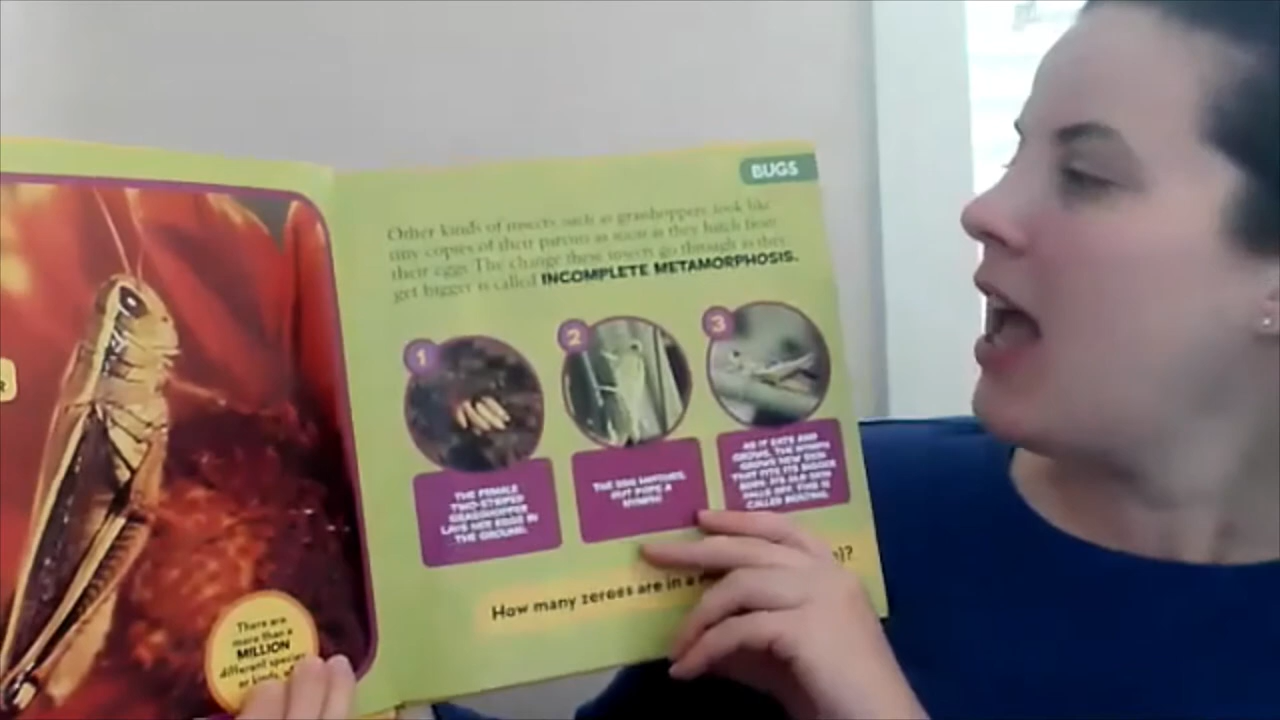 BUGS
Other kinds of insects such as grasshoppers look like
tiny copies of their parents as soon as they hatch from
their eggs. The change these insects go through as they
get bigger is called INCOMPLETE METAMORPHOSIS.
1
THE FEMALE
TWO-STRIPED
GRASSHOPPER
LAYS HER EGGS IN
THE GROUND.
2
THE EGG HATCHES.
OUT POPS A
NYMPH!
3
AS IT EATS AND
GROWS, THE NYMPH
GROWS NEW SKIN
THAT FITS ITS BIGGER
BODY. ITS OLD SKIN
FALLS OFF. THIS IS
CALLED MOLTING.
How many zeroes are in a
There are
more than a
MILLION
different species,
or kinds,
R